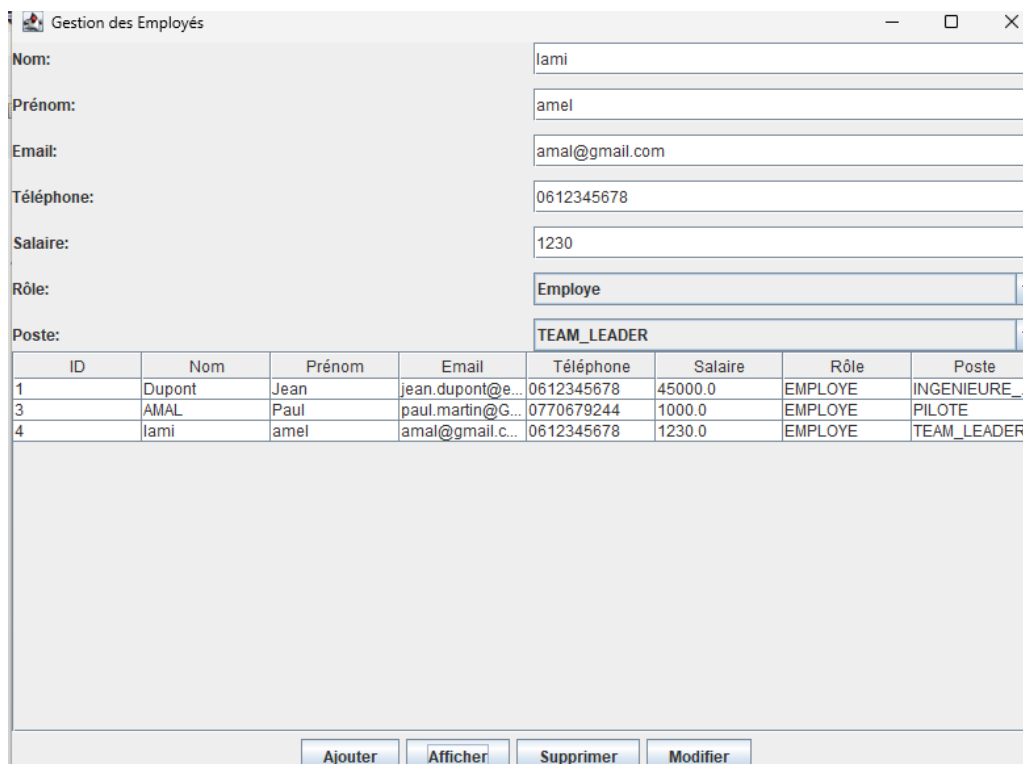 Gestion des Employés
Nom: lami
Prénom: amel
Email: amal@gmail.com
Téléphone: 0612345678
Salaire: 1230
Rôle: Employe
Poste: TEAM_LEADER
ID Nom Prénom Email Téléphone Salaire Rôle Poste
1 Dupont Jean jean.dupont@e... 0612345678 45000.0 EMPLOYE INGENIEURE_
3 AMAL Paul paul.martin@G... 0770679244 1000.0 EMPLOYE PILOTE
4 lami amel amal@gmail.c... 0612345678 1230.0 EMPLOYE TEAM_LEADER
Ajouter Afficher Supprimer Modifier